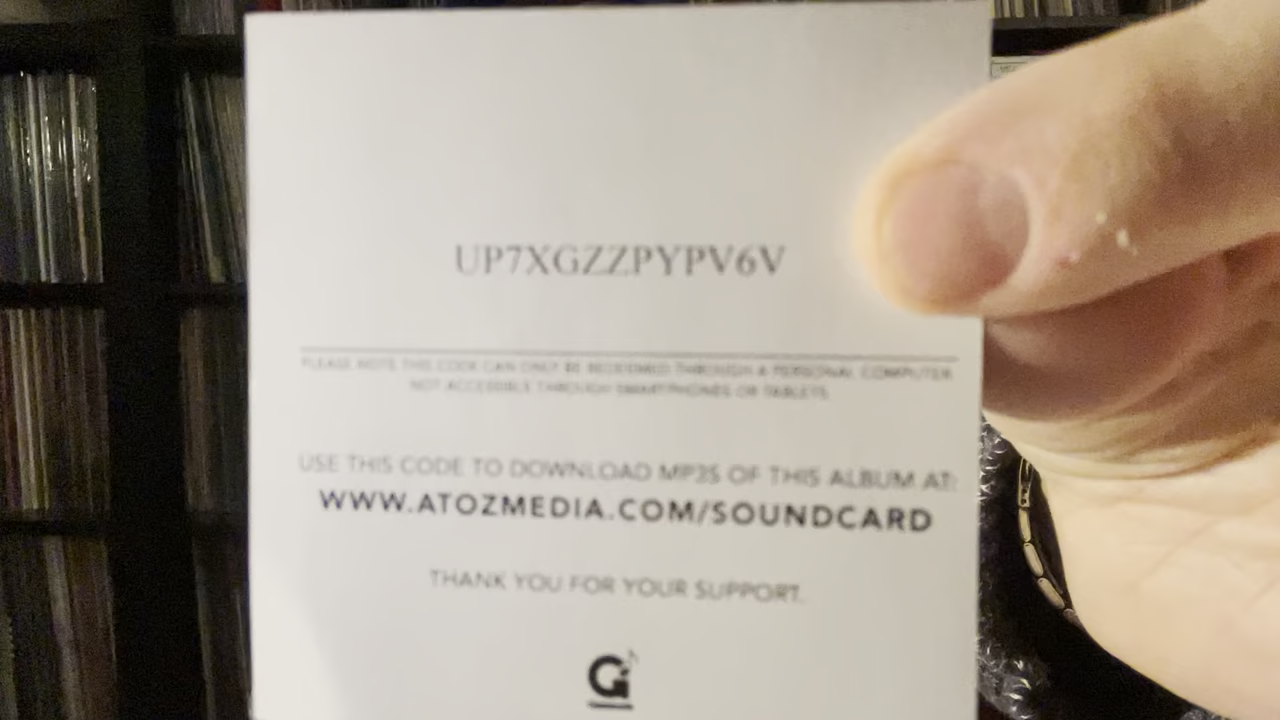 UP7XGZZPYPV6V
PLEASE NOTE THIS CODE CAN ONLY BE REDEEMED THROUGH A PERSONAL COMPUTER
NOT ACCESSIBLE THROUGH SMARTPHONES OR TABLETS.
USE THIS CODE TO DOWNLOAD MP3S OF THIS ALBUM AT:
WWW.ATOZMEDIA.COM/SOUNDCARD
THANK YOU FOR YOUR SUPPORT.
G